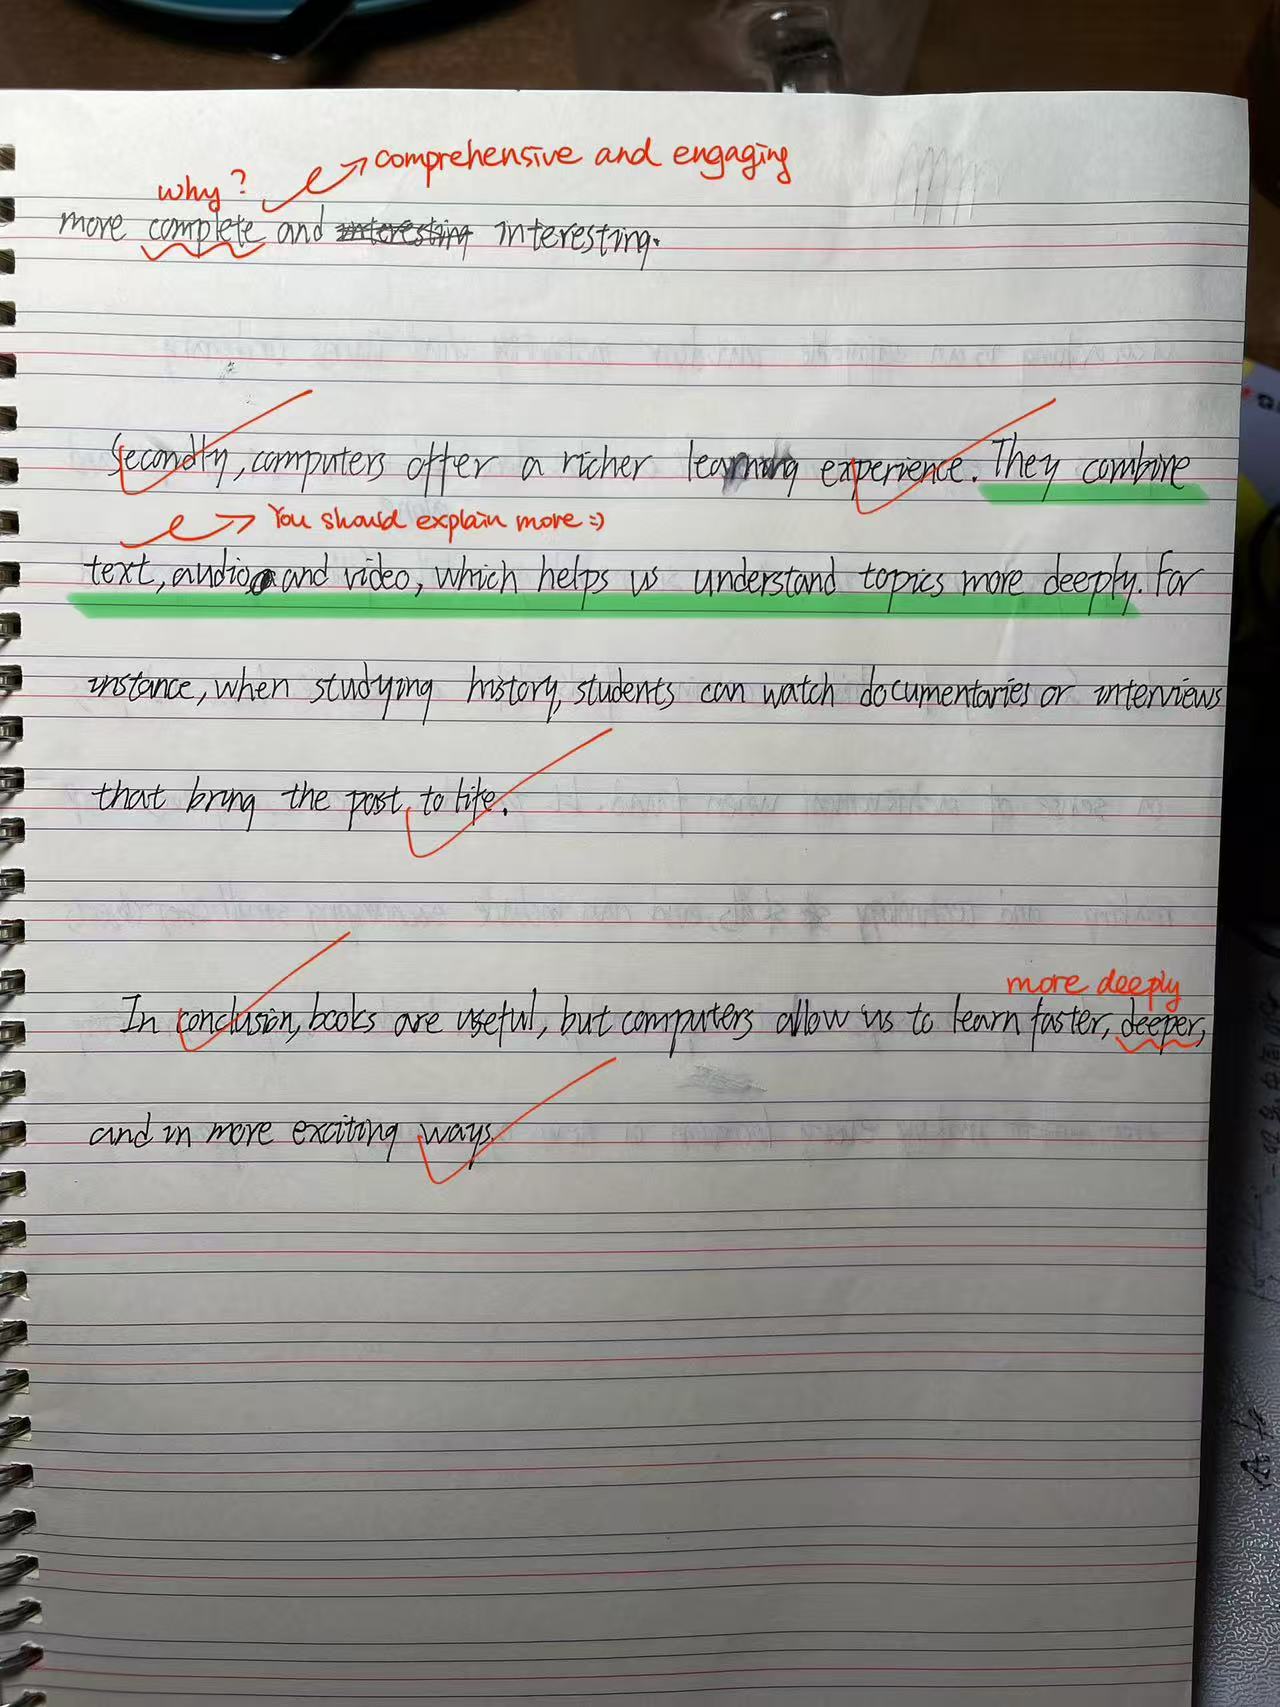 comprehensive and engaging
why?
more complete and interesting interesting.
Secondly, computers offer a richer learning experience. They combine
You should explain more :)
text, audio and video, which helps us understand topics more deeply. For
instance, when studying history, students can watch documentaries or interviews
that bring the past to life.
more deeply
In conclusion, books are useful, but computers allow us to learn faster, deeper,
and in more exciting ways.